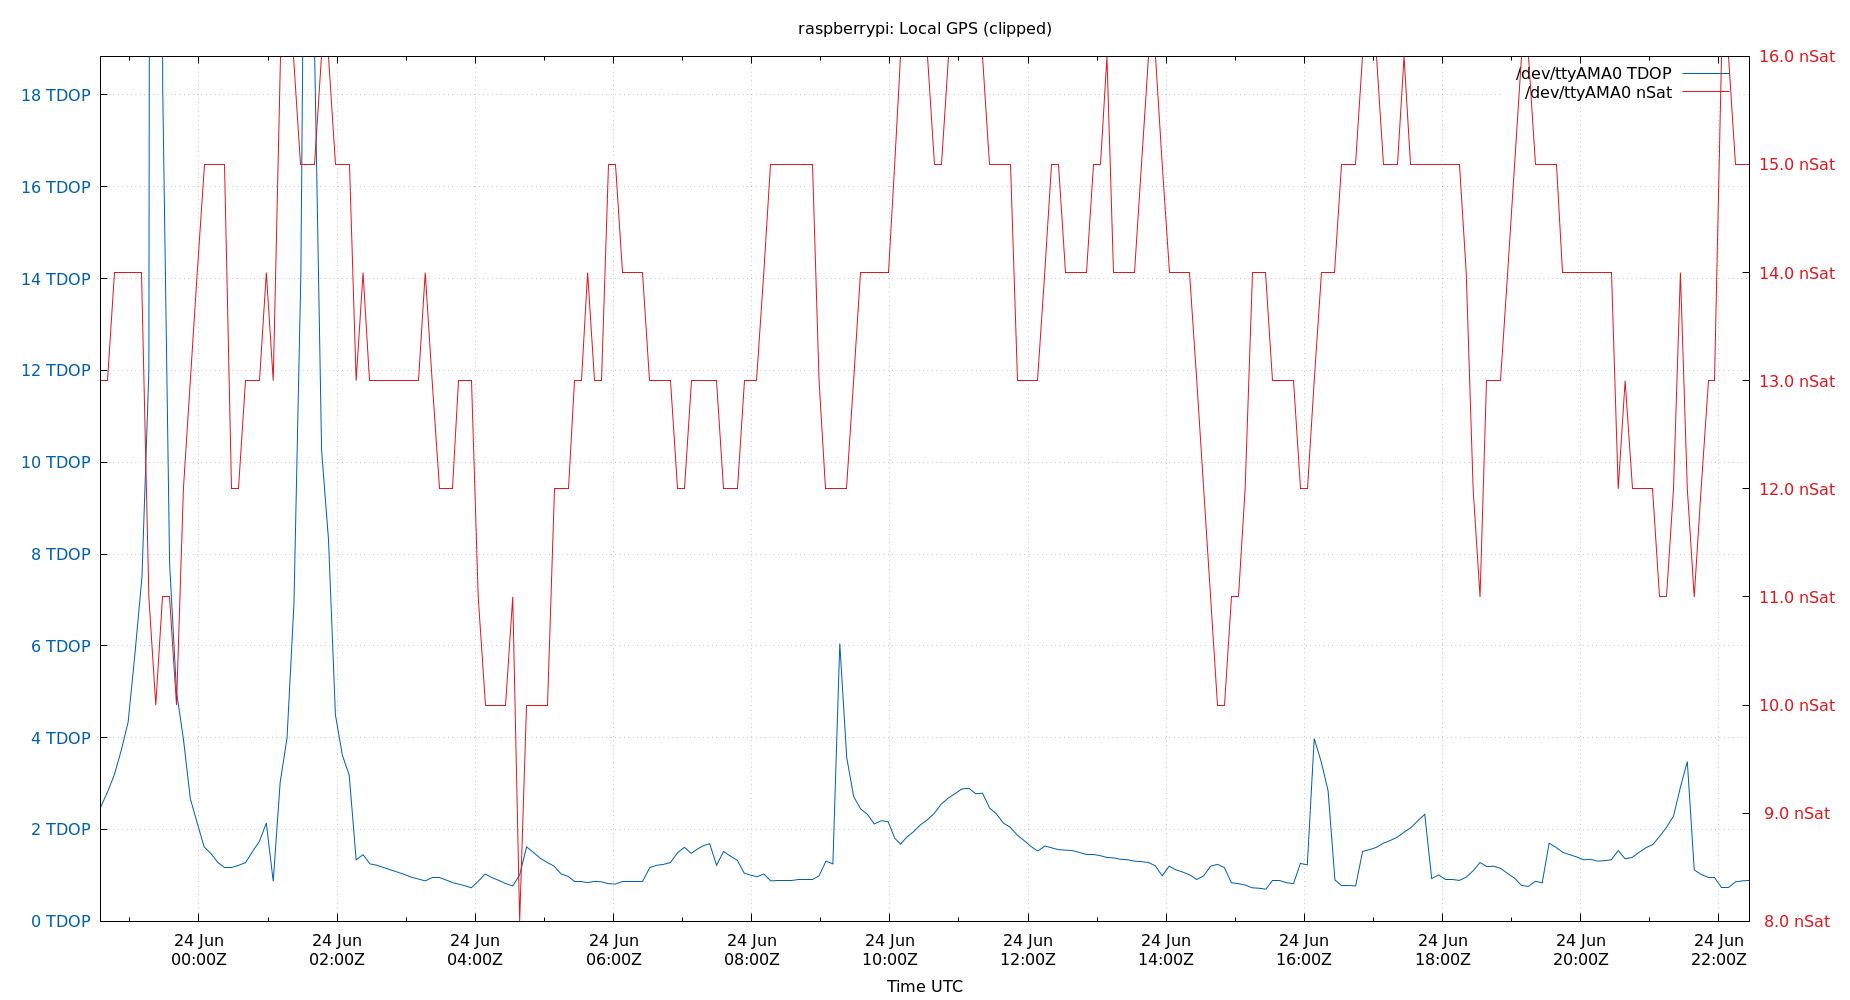 raspberrypi: Local GPS (clipped)
/dev/ttyAMA0 TDOP
/dev/ttyAMA0 nSat
18 TDOP
16 TDOP
14 TDOP
12 TDOP
10 TDOP
8 TDOP
6 TDOP
4 TDOP
2 TDOP
0 TDOP
16.0 nSat
15.0 nSat
14.0 nSat
13.0 nSat
12.0 nSat
11.0 nSat
10.0 nSat
9.0 nSat
8.0 nSat
24 Jun 24 Jun 24 Jun 24 Jun 24 Jun 24 Jun 24 Jun 24 Jun 24 Jun 24 Jun 24 Jun 24 Jun
00:00Z 02:00Z 04:00Z 06:00Z 08:00Z 10:00Z 12:00Z 14:00Z 16:00Z 18:00Z 20:00Z 22:00Z
Time UTC